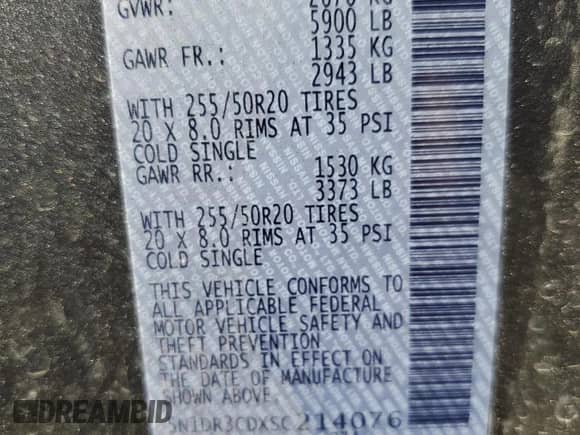 GVWR: 2676 KG
5900 LB
GAWR FR.: 1335 KG
2943 LB
WITH 255/50R20 TIRES
20 X 8.0 RIMS AT 35 PSI
COLD SINGLE
GAWR RR.: 1530 KG
3373 LB
WITH 255/50R20 TIRES
20 X 8.0 RIMS AT 35 PSI
COLD SINGLE
THIS VEHICLE CONFORMS TO
ALL APPLICABLE FEDERAL
MOTOR VEHICLE SAFETY AND
THEFT PREVENTION
STANDARDS IN EFFECT ON
THE DATE OF MANUFACTURE
SHOWN ABOVE.
5N1DR3CDXSC214076
DREAMBID